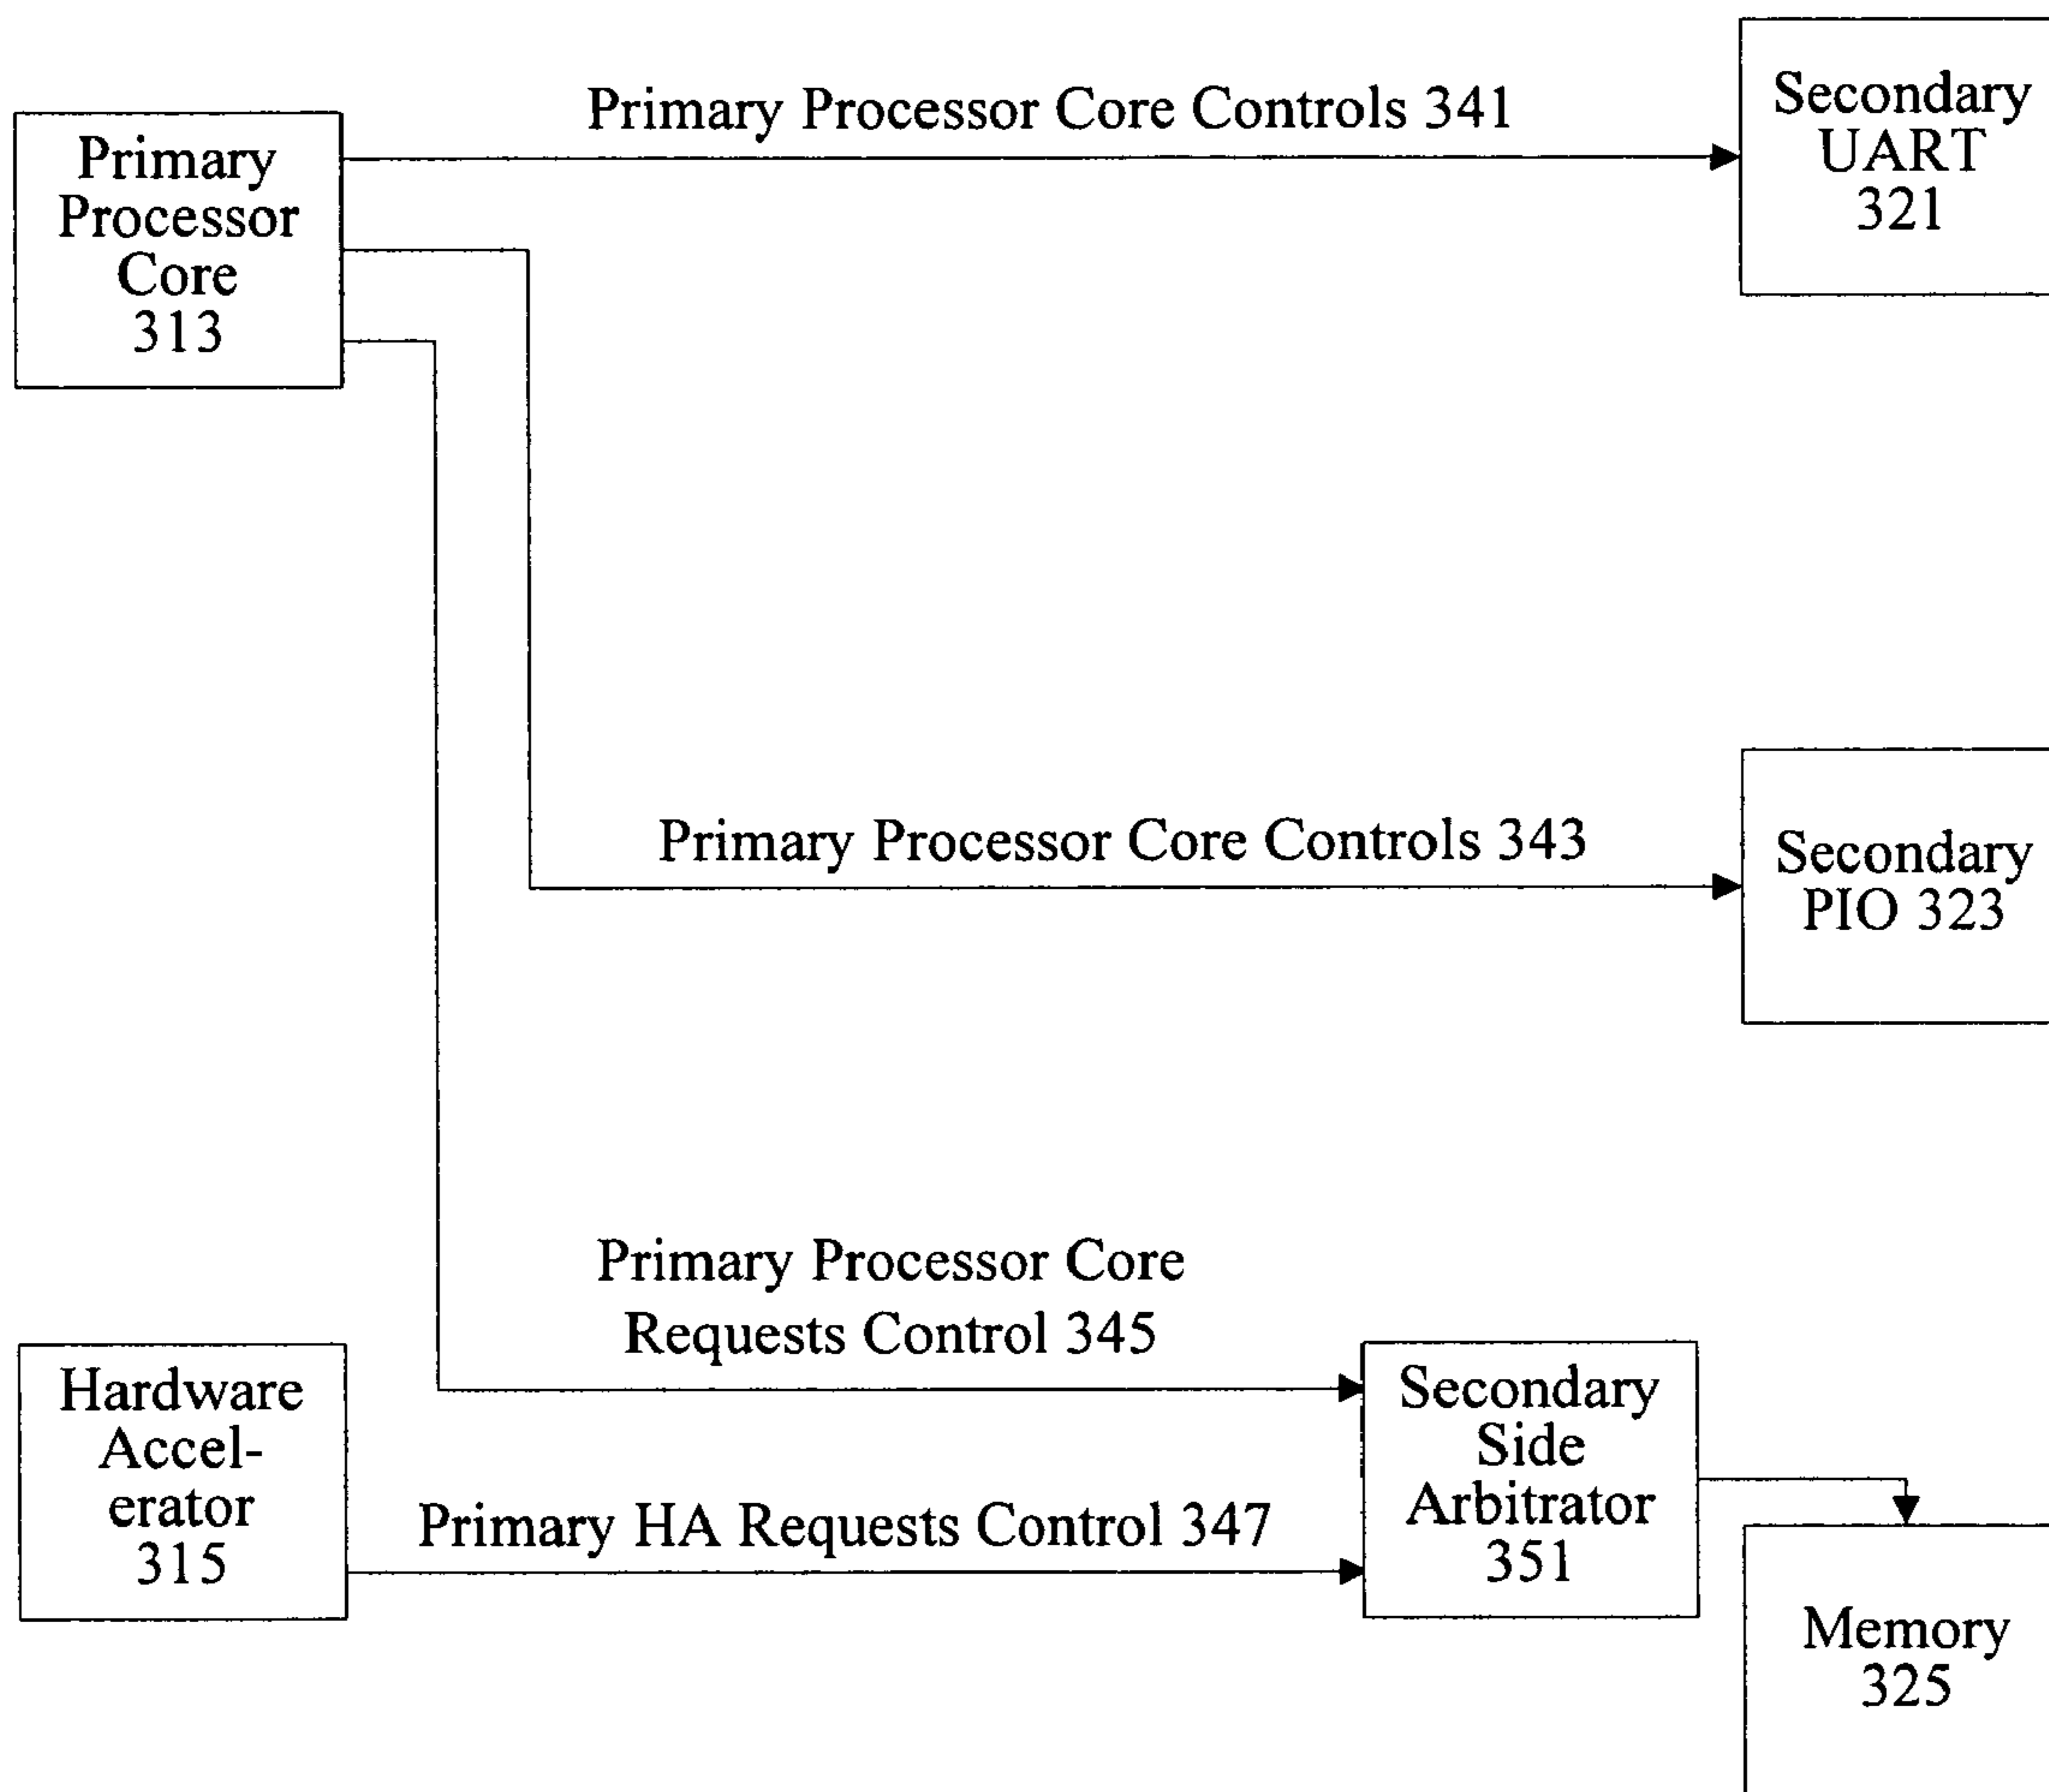 Primary
Processor
Core
313
Primary Processor Core Controls 341
Secondary
UART
321
Primary Processor Core Controls 343
Secondary
PIO 323
Primary Processor Core
Requests Control 345
Hardware
Accel-
erator
315
Primary HA Requests Control 347
Secondary
Side
Arbitrator
351
Memory
325